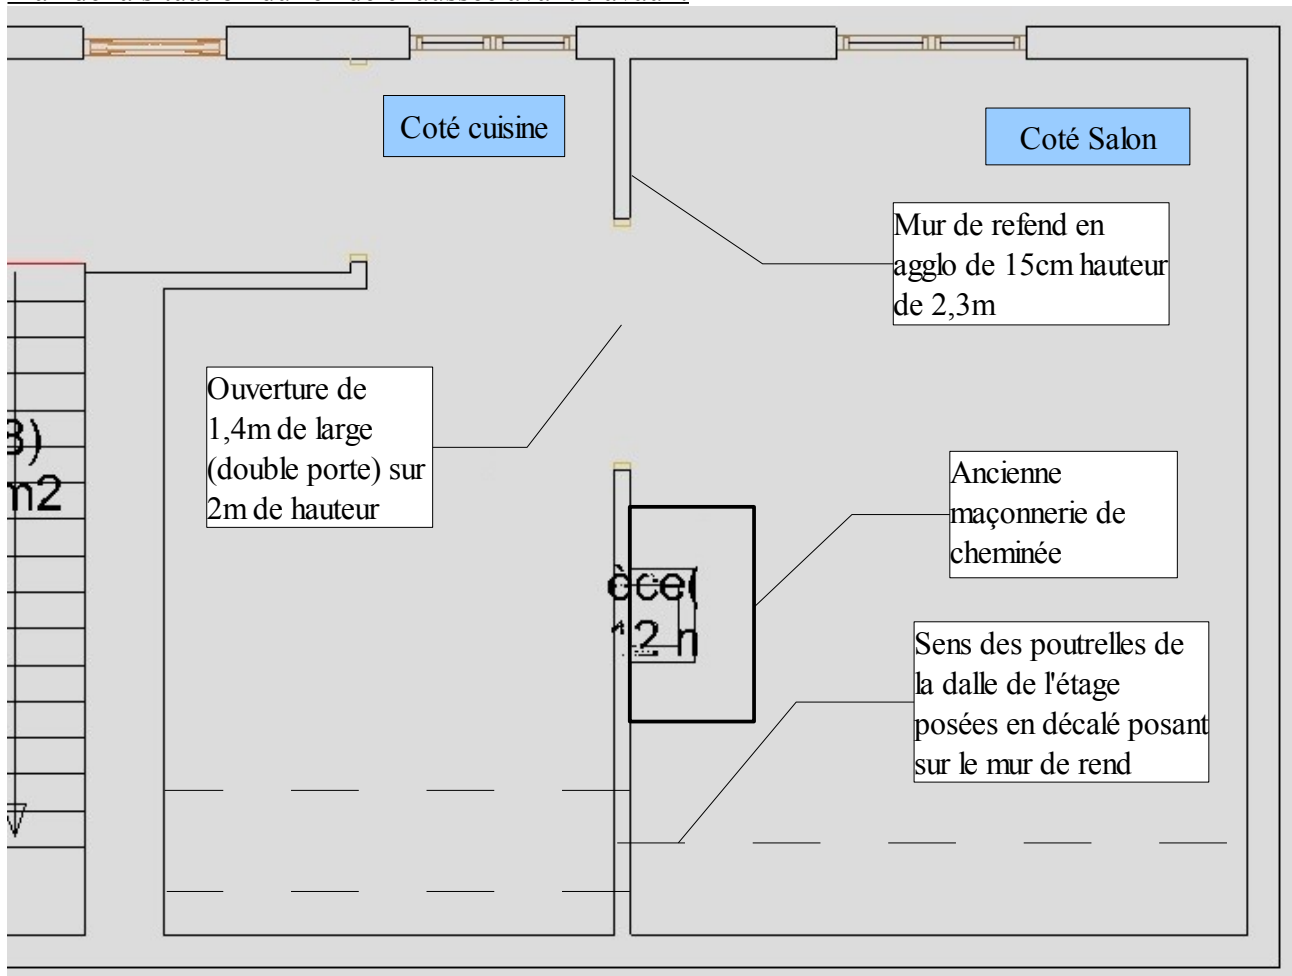 Coté cuisine
Coté Salon
Mur de refend en
agglo de 15cm hauteur
de 2,3m
Ouverture de
1,4m de large
(double porte) sur
2m de hauteur
3)
m2
Ancienne
maçonnerie de
cheminée
Sens des poutrelles de
la dalle de l'étage
posées en décalé posant
sur le mur de rend